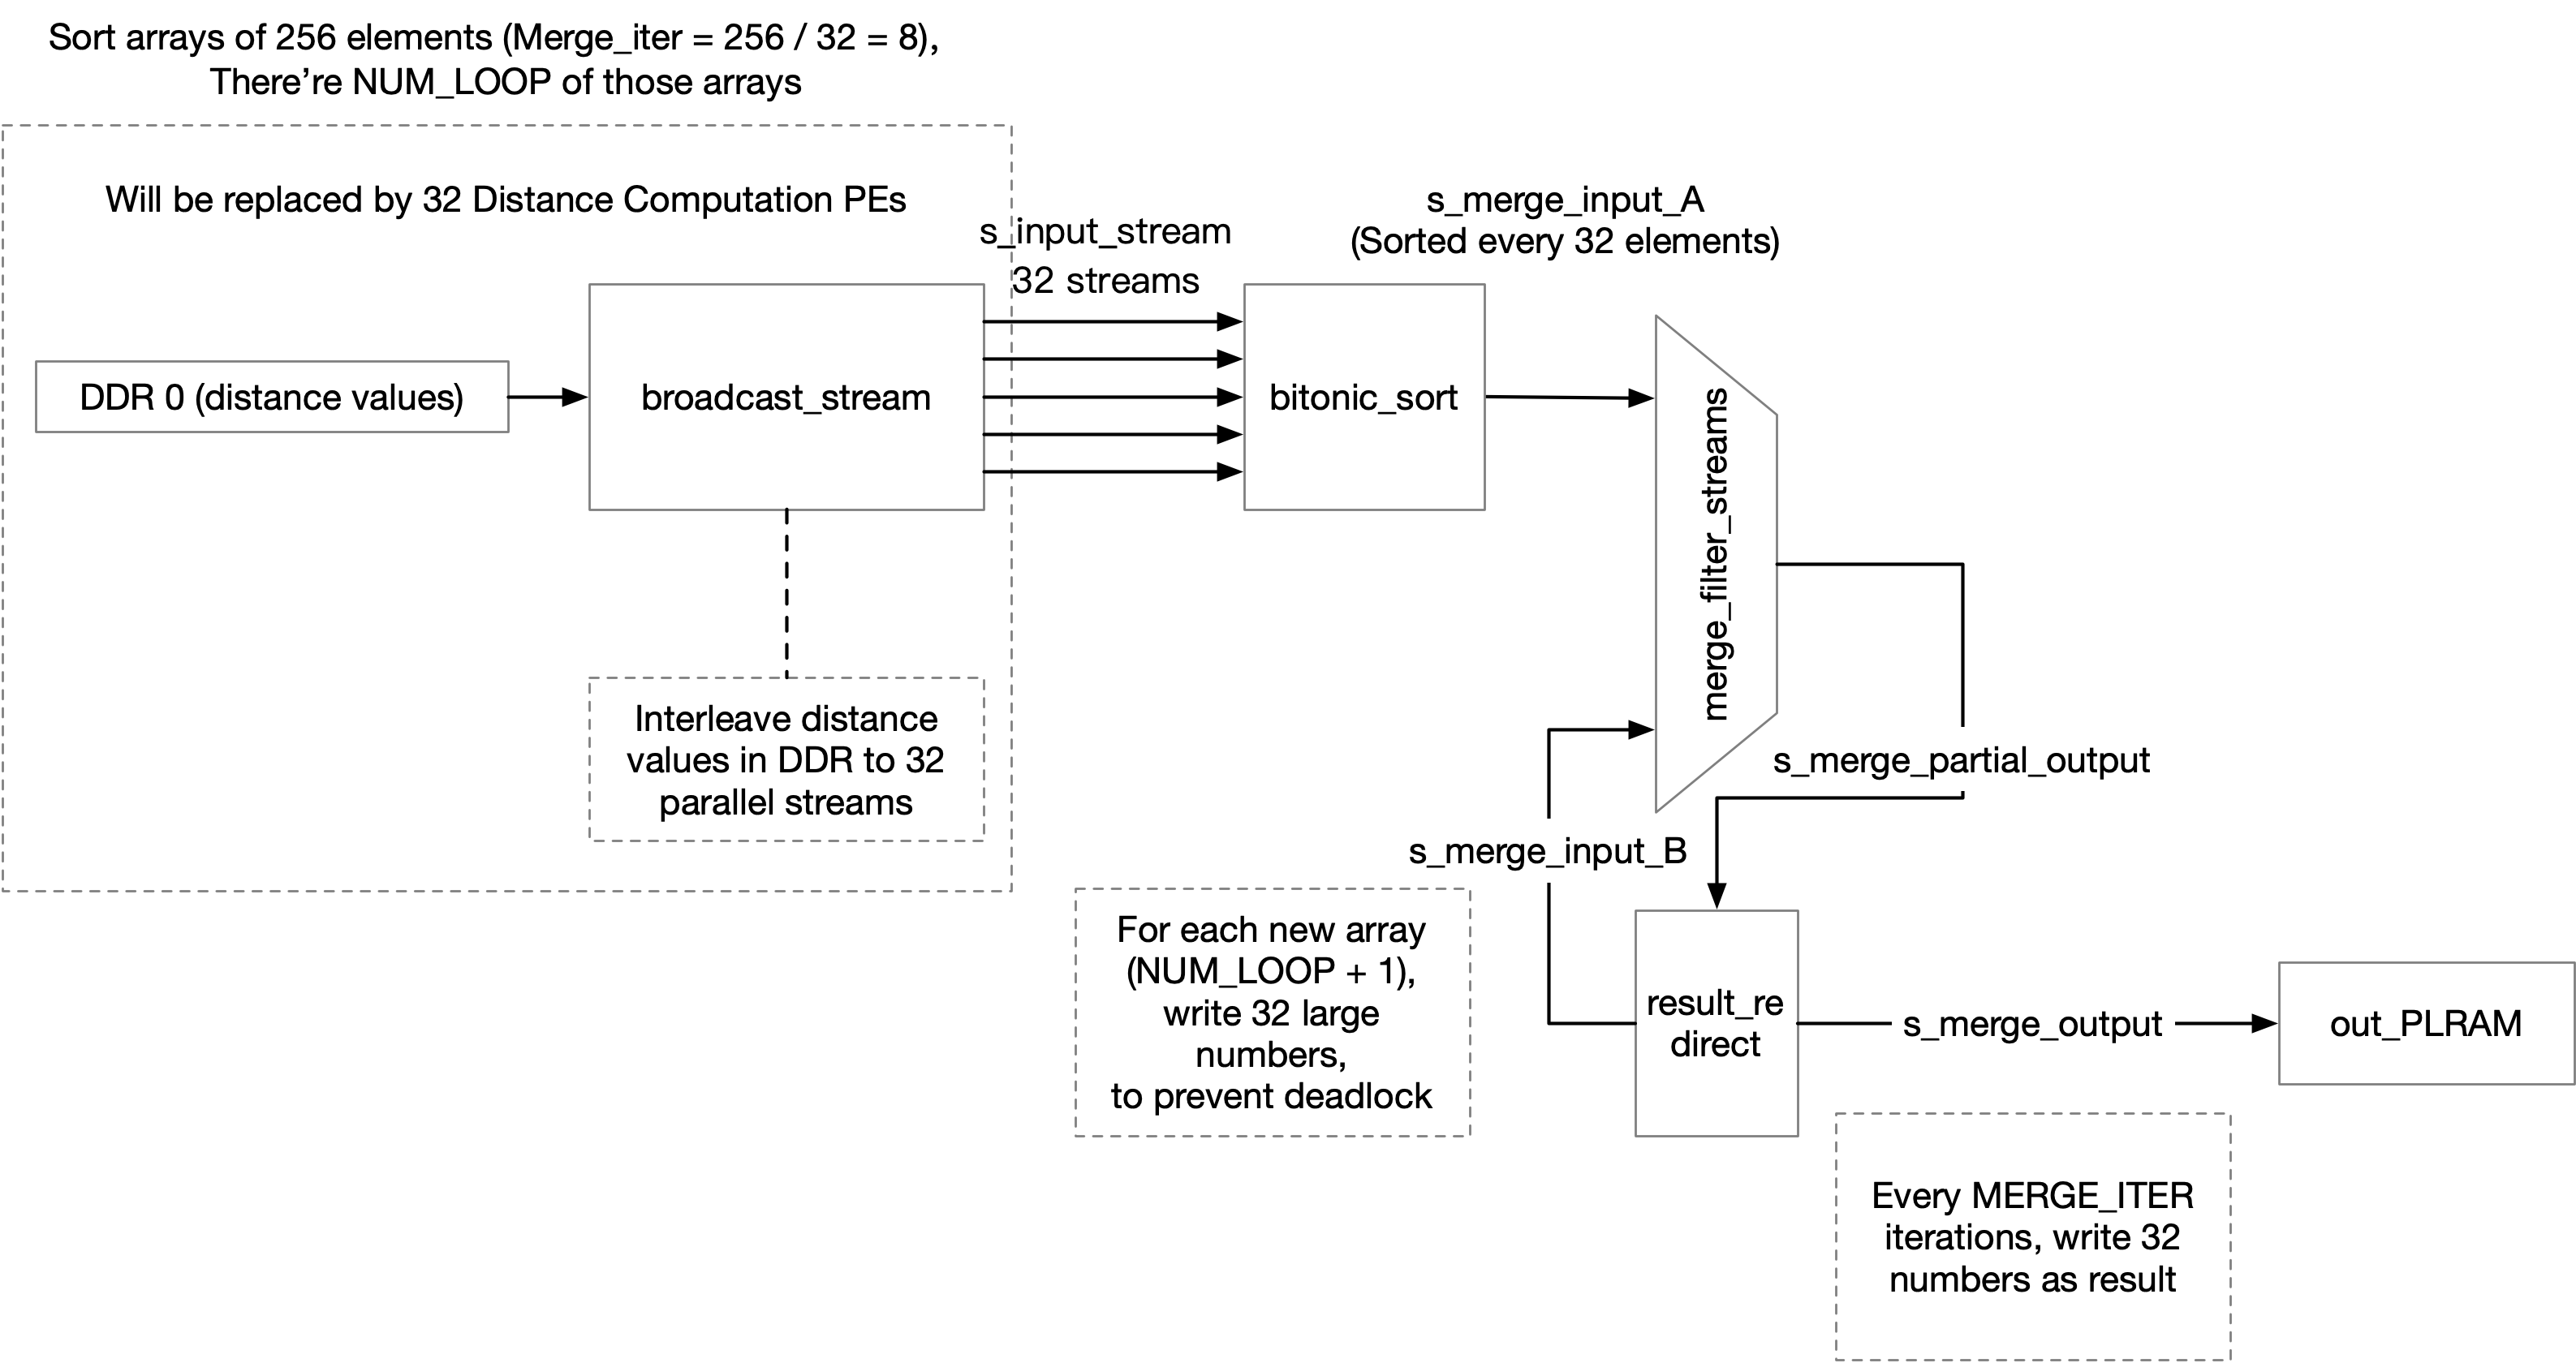 Sort arrays of 256 elements (Merge_iter = 256 / 32 = 8),
There’re NUM_LOOP of those arrays
Will be replaced by 32 Distance Computation PEs
s_input_stream
32 streams
s_merge_input_A
(Sorted every 32 elements)
DDR 0 (distance values)
broadcast_stream
bitonic_sort
merge_filter_streams
Interleave distance
values in DDR to 32
parallel streams
s_merge_partial_output
s_merge_input_B
For each new array
(NUM_LOOP + 1),
write 32 large
numbers,
to prevent deadlock
result_re
direct
s_merge_output
out_PLRAM
Every MERGE_ITER
iterations, write 32
numbers as result